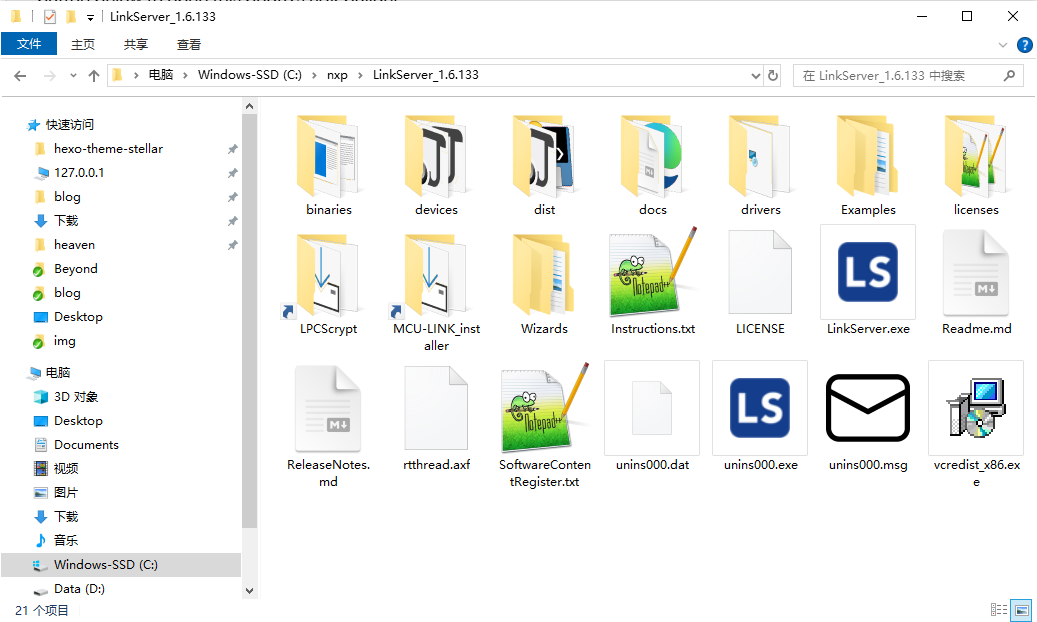 LinkServer_1.6.133
文件 主页 共享 查看
电脑 Windows-SSD (C:) nxp LinkServer_1.6.133
在 LinkServer_1.6.133 中搜索
快速访问
hexo-theme-stellar
127.0.0.1
blog
下载
heaven
Beyond
blog
Desktop
img
电脑
3D 对象
Desktop
Documents
视频
图片
下载
音乐
Windows-SSD (C:)
Data (D:)
binaries devices dist docs drivers Examples licenses
LPCScrypt MCU-LINK_inst
aller Wizards Instructions.txt LICENSE LinkServer.exe Readme.md
ReleaseNotes.
md rtthread.axf SoftwareConten
tRegister.txt unins000.dat unins000.exe unins000.msg vcredist_x86.ex
e
21 个项目